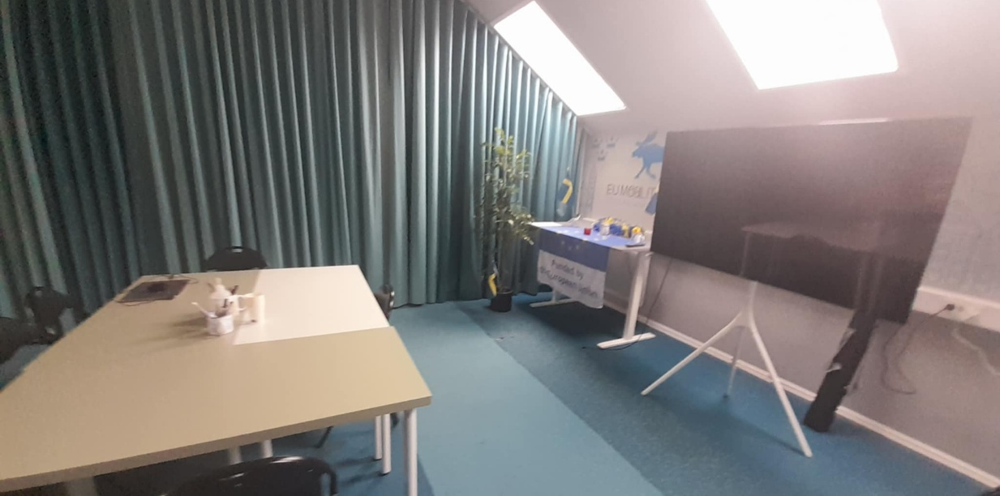 EU MOBILIT
Funded by
the European Union